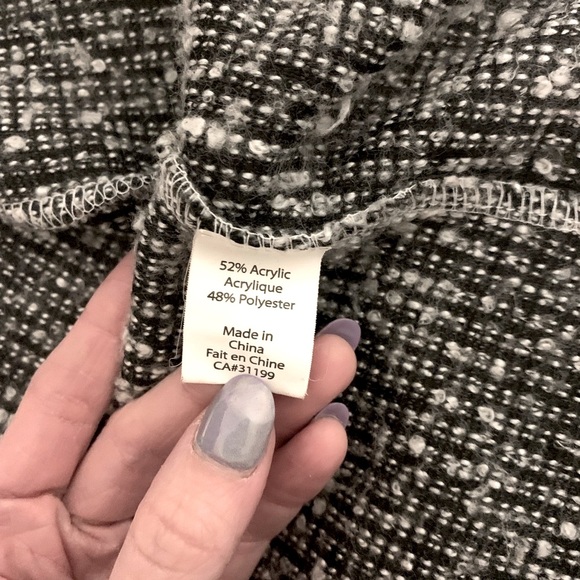 52% Acrylic
Acrylique
48% Polyester
Made in
China
Fait en Chine
CA#31199